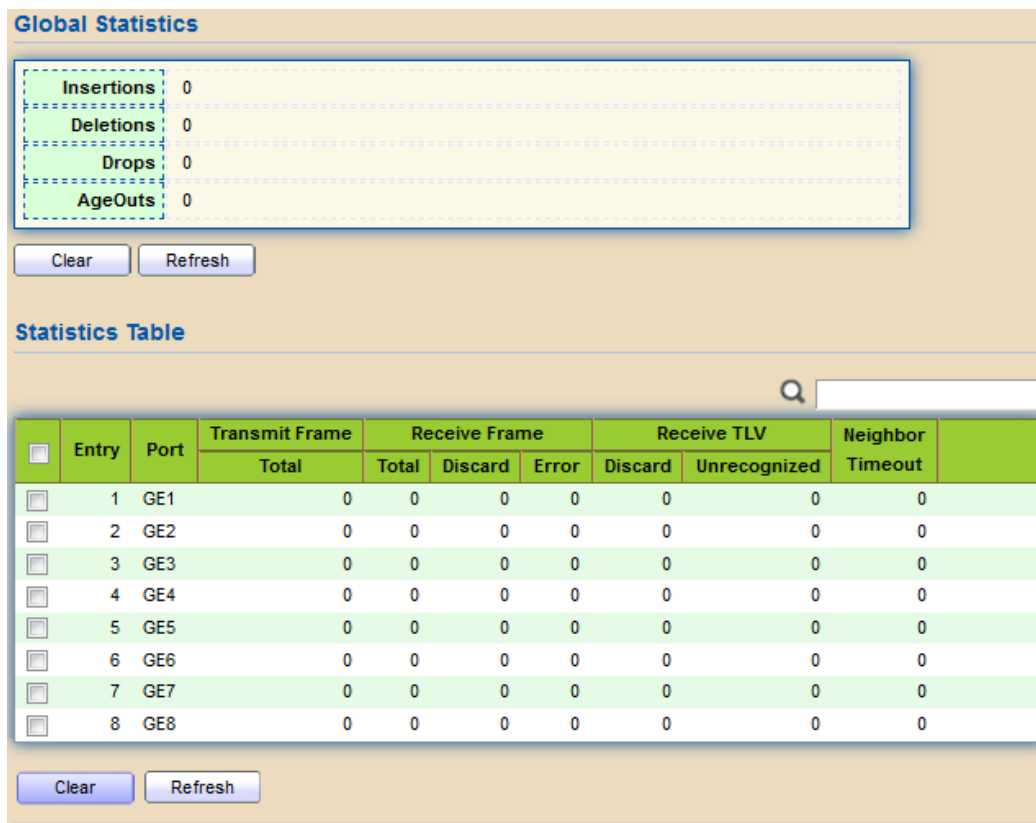 Global Statistics
Insertions 0
Deletions 0
Drops 0
AgeOuts 0
Clear Refresh
Statistics Table
Entry Port Transmit Frame Receive Frame Receive TLV Neighbor Timeout
Total Total Discard Error Discard Unrecognized
1 GE1 0 0 0 0 0 0 0
2 GE2 0 0 0 0 0 0 0
3 GE3 0 0 0 0 0 0 0
4 GE4 0 0 0 0 0 0 0
5 GE5 0 0 0 0 0 0 0
6 GE6 0 0 0 0 0 0 0
7 GE7 0 0 0 0 0 0 0
8 GE8 0 0 0 0 0 0 0
Clear Refresh